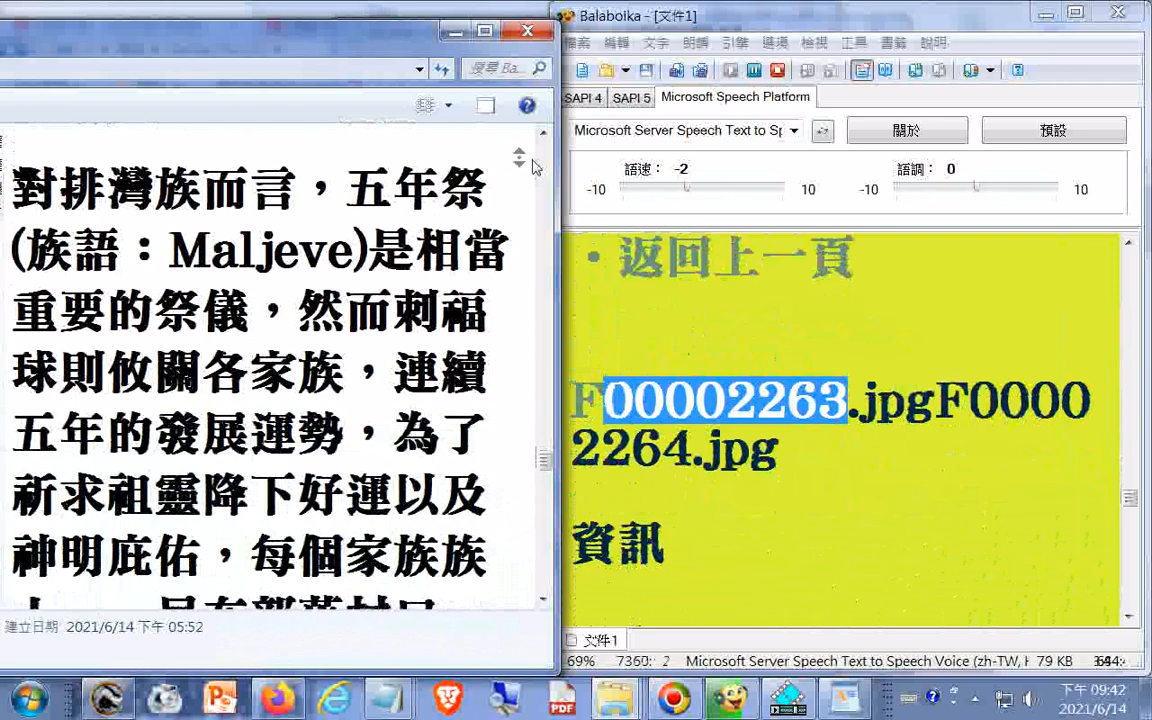 Balabolka - [文件1]
檔案 編輯 文字 朗讀 引擎 選項 檢視 工具 書籤 說明
搜尋 Ba...
SAPI 4 SAPI 5 Microsoft Speech Platform
Microsoft Server Speech Text to Sp
關於
預設
語速： -2
語調： 0
-10 10 -10 10
對排灣族而言，五年祭
(族語：Maljeve)是相當
重要的祭儀，然而刺福
球則攸關各家族，連續
五年的發展運勢，為了
祈求祖靈降下好運以及
神明庇佑，每個家族族
建立日期: 2021/6/14 下午 05:52
• 返回上一頁
F00002263.jpgF0000
2264.jpg
資訊
文件1
69% 7360: 2 Microsoft Server Speech Text to Speech Voice (zh-TW, H 79 KB
PDF
下午 09:42
2021/6/14